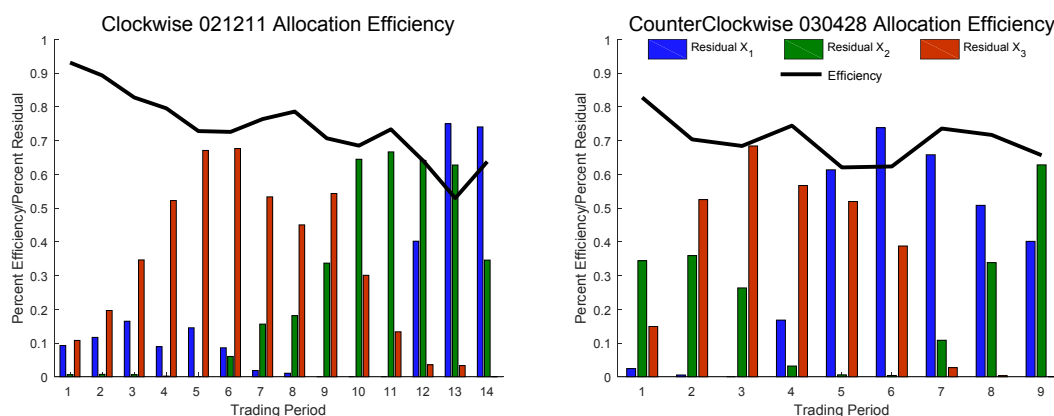 Clockwise 021211 Allocation Efficiency
Percent Efficiency/Percent Residual
1
0.9
0.8
0.7
0.6
0.5
0.4
0.3
0.2
0.1
0
1 2 3 4 5 6 7 8 9 10 11 12 13 14
Trading Period
CounterClockwise 030428 Allocation Efficiency
Residual X1 Residual X2 Residual X3
Efficiency
Percent Efficiency/Percent Residual
1
0.9
0.8
0.7
0.6
0.5
0.4
0.3
0.2
0.1
0
1 2 3 4 5 6 7 8 9
Trading Period